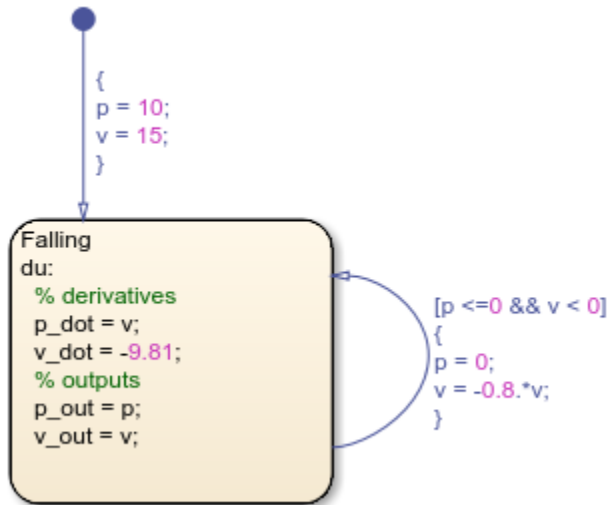 {
p = 10;
v = 15;
}
Falling
du:
% derivatives
p_dot = v;
v_dot = -9.81;
% outputs
p_out = p;
v_out = v;
[p <=0 && v < 0]
{
p = 0;
v = -0.8.*v;
}